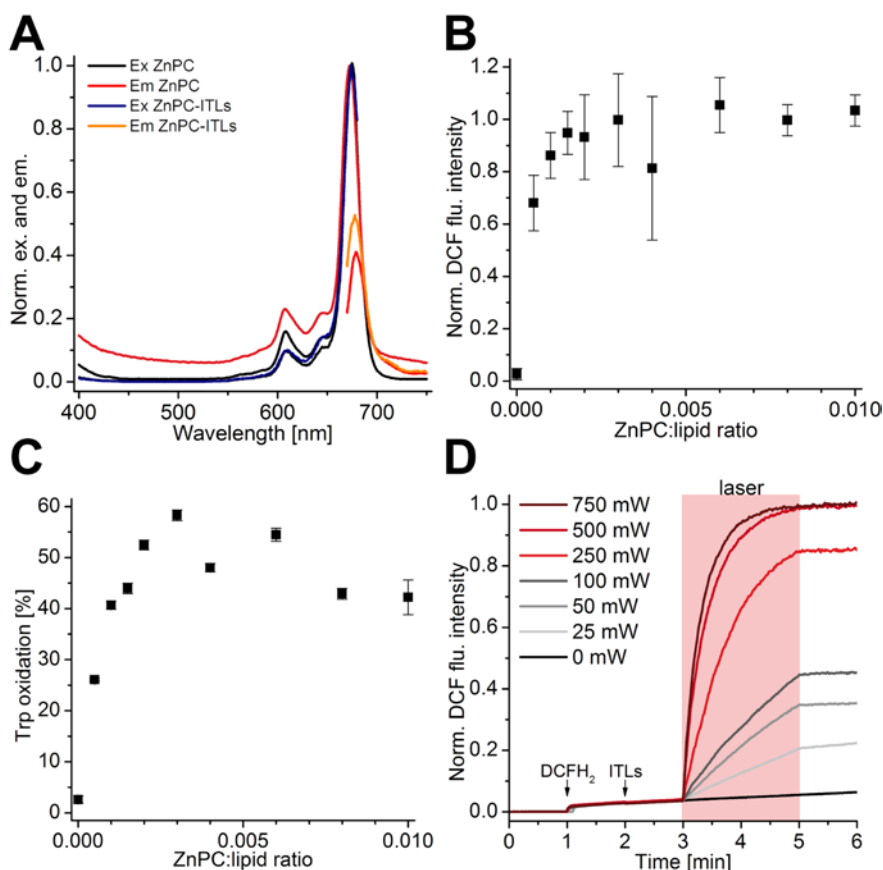 A
Ex ZnPC
Em ZnPC
Ex ZnPC-ITLs
Em ZnPC-ITLs
Norm. ex. and em.
1.0
0.8
0.6
0.4
0.2
0.0
400
500
600
700
Wavelength [nm]
B
Norm. DCF flu. intensity
1.2
1.0
0.8
0.6
0.4
0.2
0.0
0.000
0.005
0.010
ZnPC:lipid ratio
C
Trp oxidation [%]
60
50
40
30
20
10
0
0.000
0.005
0.010
ZnPC:lipid ratio
D
laser
750 mW
500 mW
250 mW
100 mW
50 mW
25 mW
0 mW
Norm. DCF flu. intensity
1.0
0.8
0.6
0.4
0.2
0.0
DCFH₂
ITLs
0
1
2
3
4
5
6
Time [min]